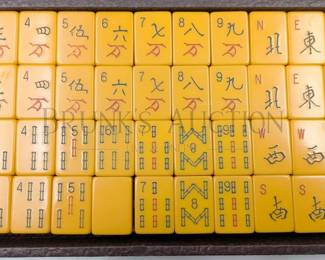 4 5 6 7 8 9 N E
四 伍 六 七 八 九 北 東
万 万 万 万 万 万
4 5 6 7 8 9 N E
四 伍 六 七 八 九 北 東
万 万 万 万 万 万
BRUNK'S AUCTION
4 5 6 7 8 9 W W
西 西
4 5 7 8 9 S S
南 南